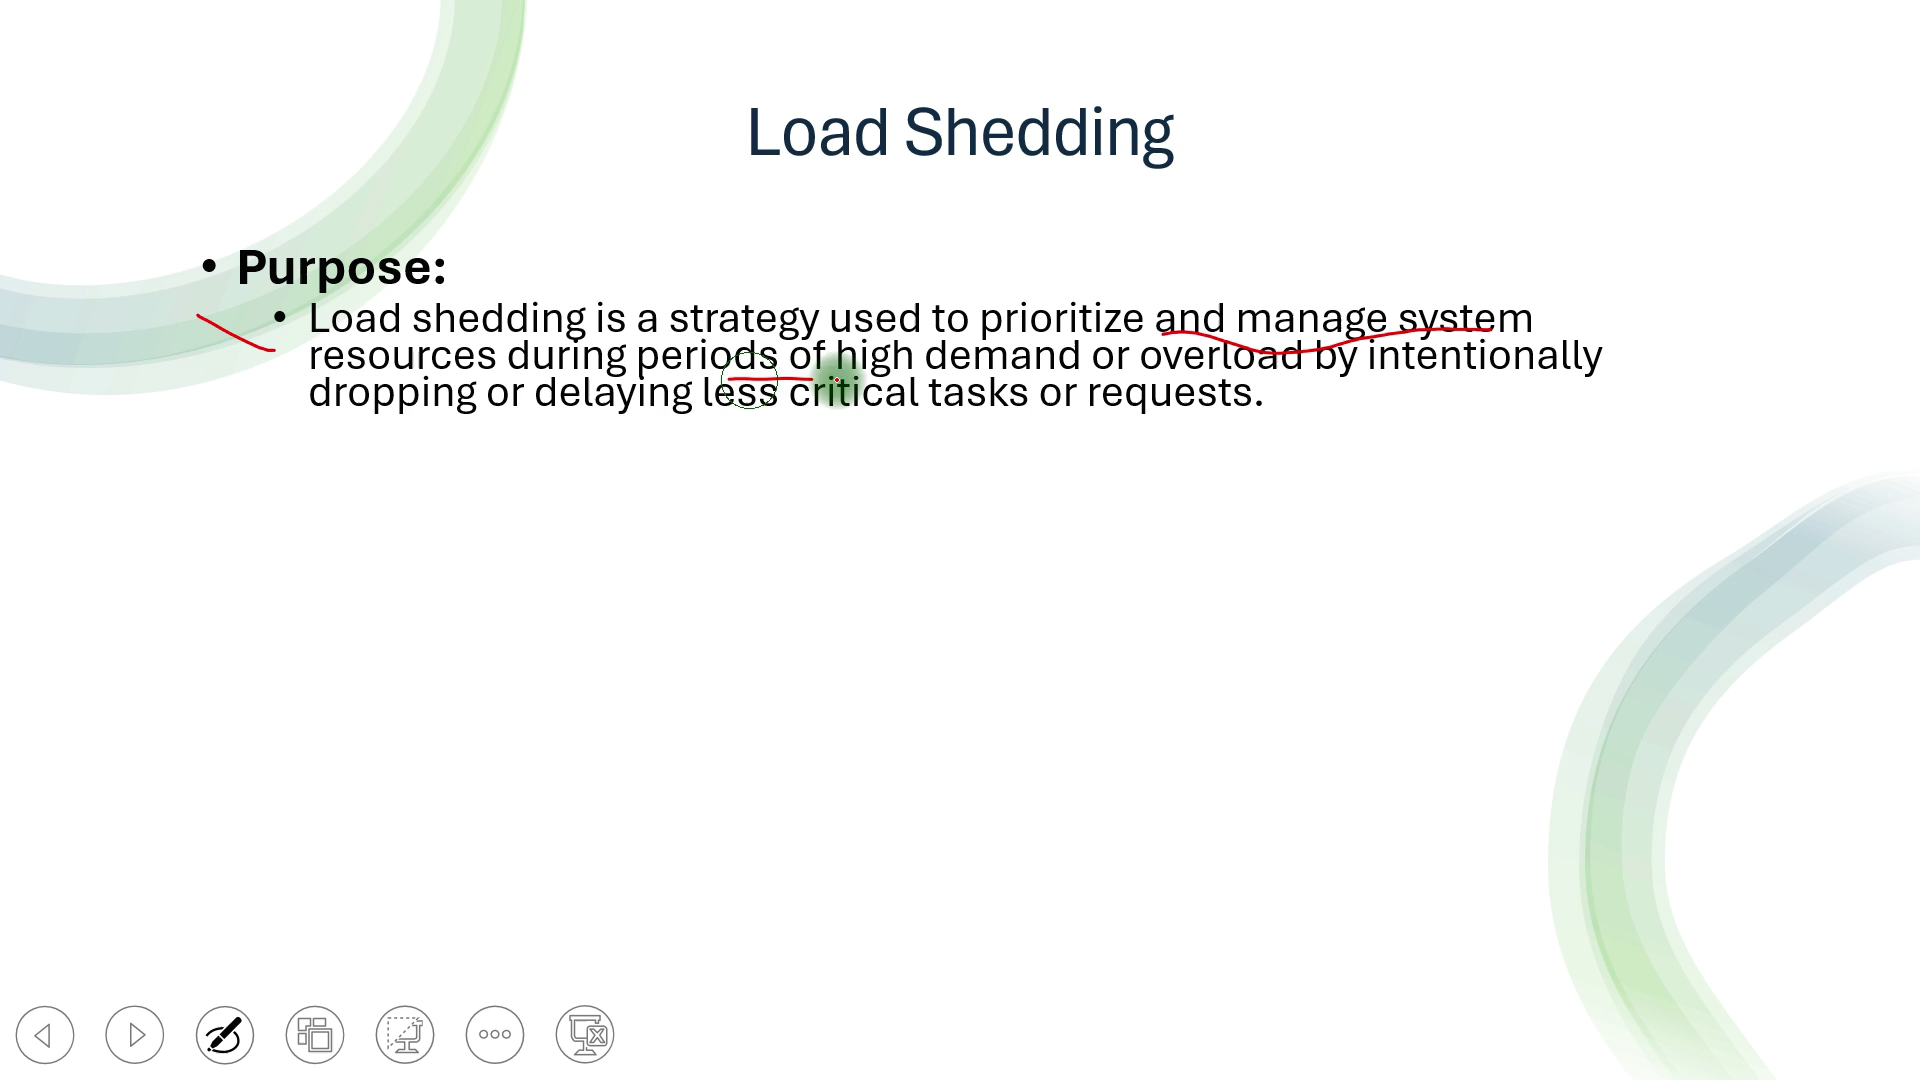 Load Shedding
• Purpose:
• Load shedding is a strategy used to prioritize and manage system
resources during periods of high demand or overload by intentionally
dropping or delaying less critical tasks or requests.